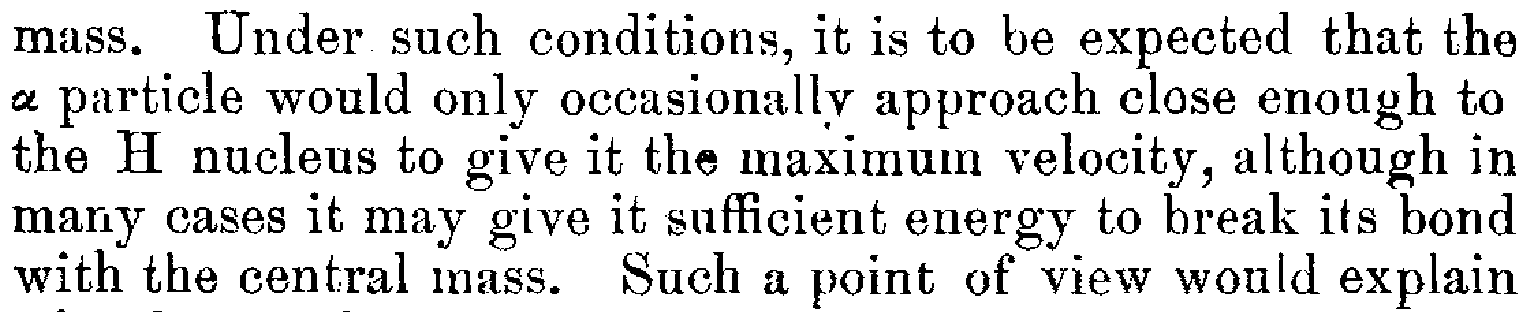 mass. Under such conditions, it is to be expected that the
α particle would only occasionally approach close enough to
the H nucleus to give it the maximum velocity, although in
many cases it may give it sufficient energy to break its bond
with the central mass. Such a point of view would explain